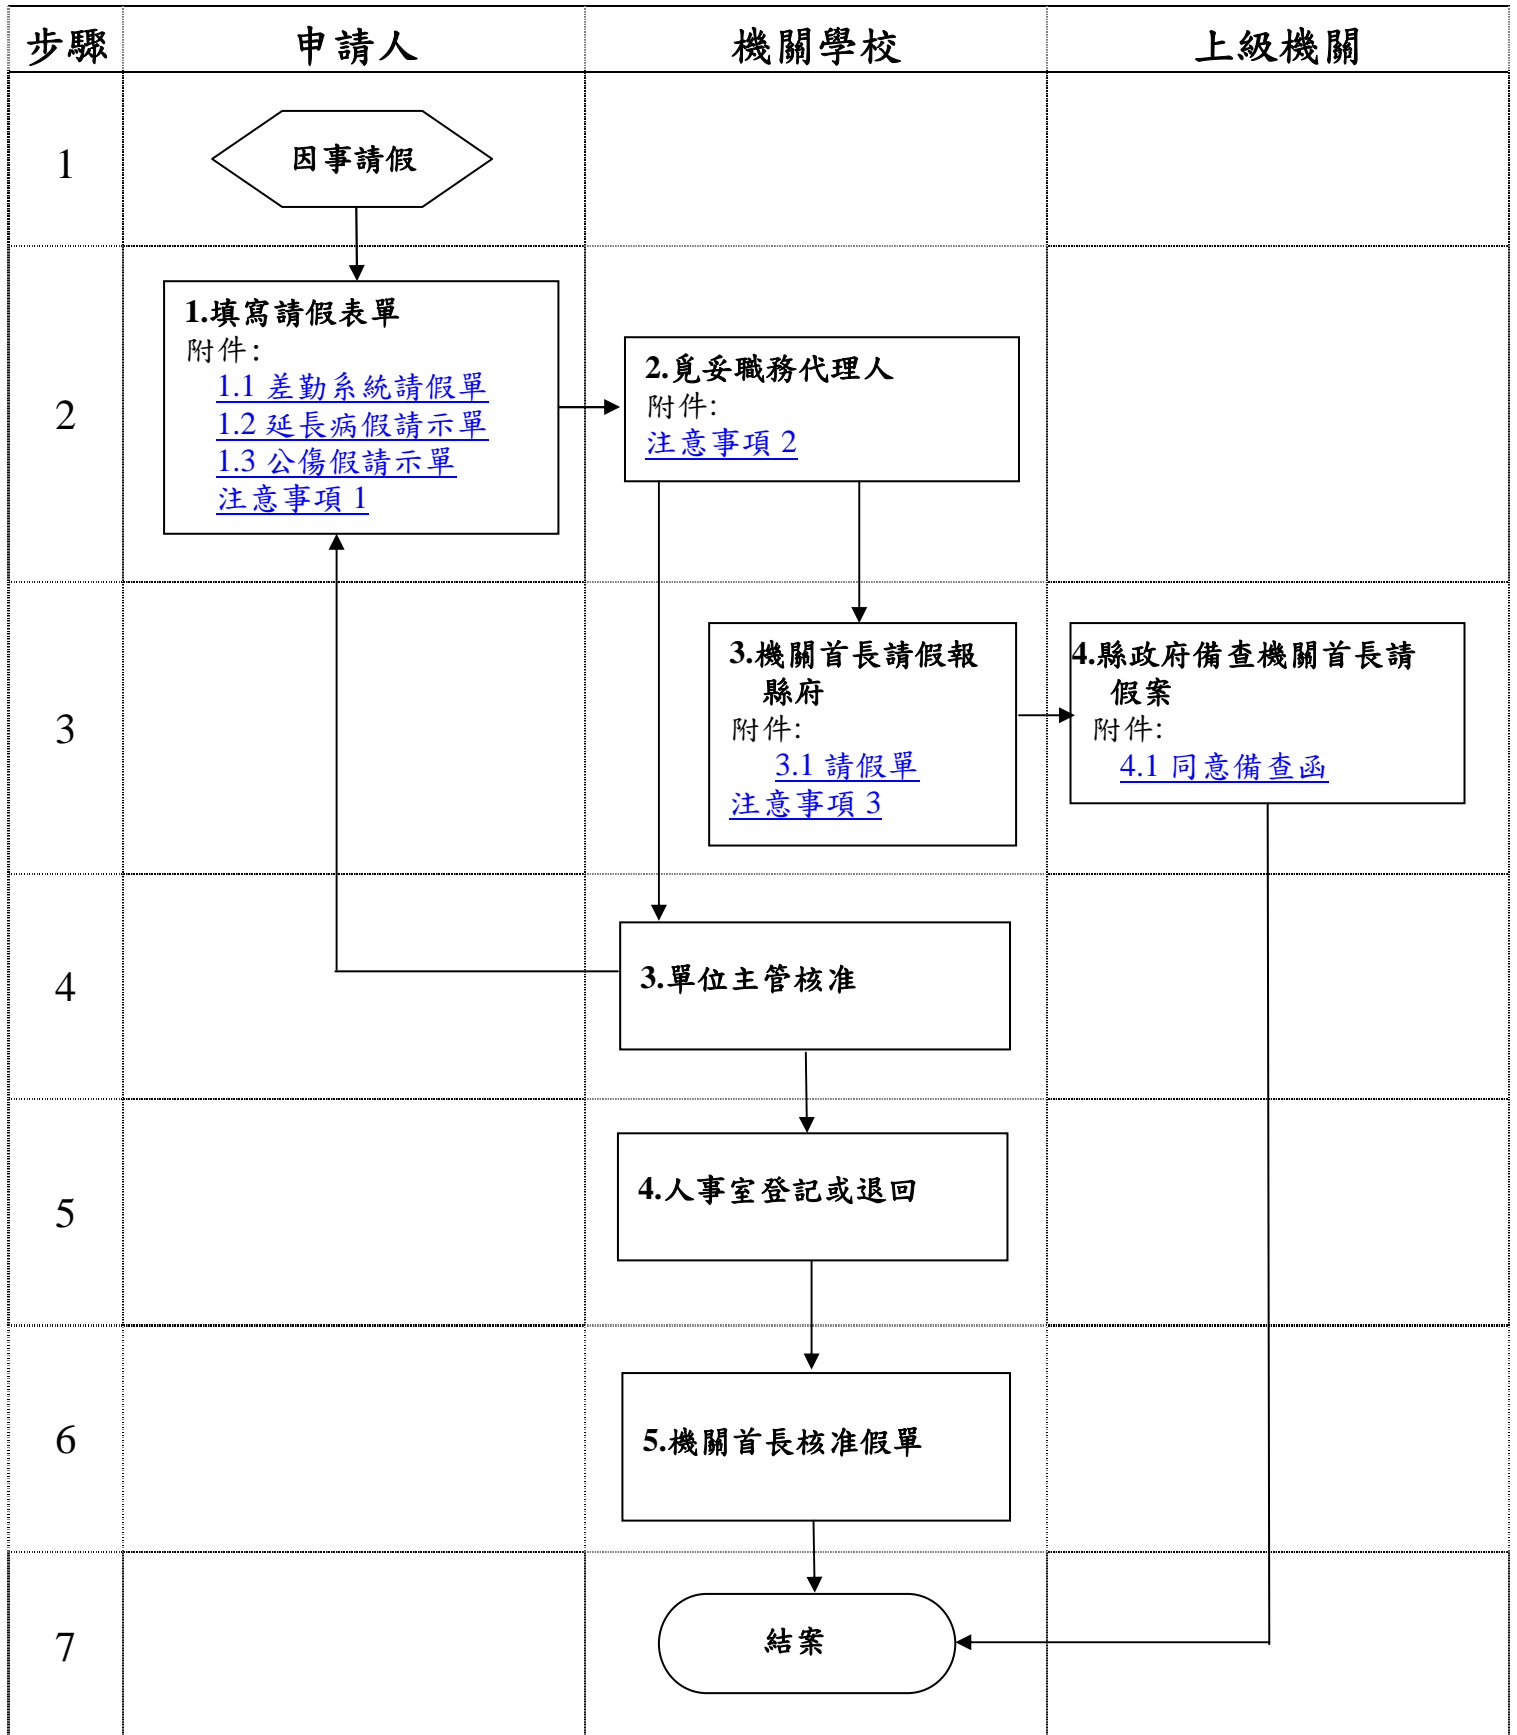 步驟 申請人 機關學校 上級機關
1
因事請假
2
1.填寫請假表單
附件:
1.1 差勤系統請假單
1.2 延長病假請示單
1.3 公傷假請示單
注意事項 1
2.覓妥職務代理人
附件:
注意事項 2
3
3.機關首長請假報
縣府
附件:
3.1 請假單
注意事項 3
4.縣政府備查機關首長請
假案
附件:
4.1 同意備查函
4
3.單位主管核准
5
4.人事室登記或退回
6
5.機關首長核准假單
7
結案